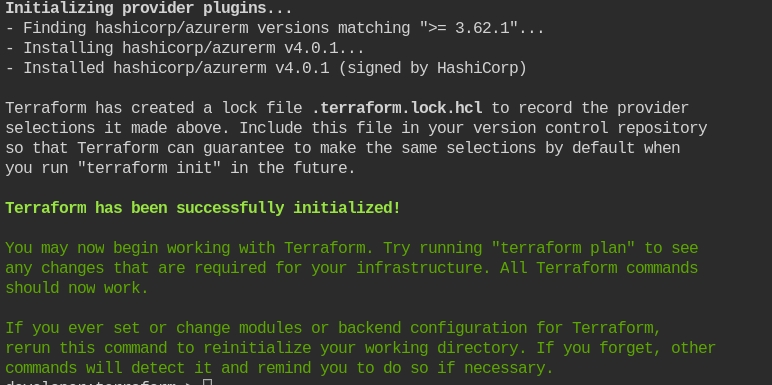 Initializing provider plugins...
- Finding hashicorp/azurerm versions matching ">= 3.62.1"...
- Installing hashicorp/azurerm v4.0.1...
- Installed hashicorp/azurerm v4.0.1 (signed by HashiCorp)
Terraform has created a lock file .terraform.lock.hcl to record the provider
selections it made above. Include this file in your version control repository
so that Terraform can guarantee to make the same selections by default when
you run "terraform init" in the future.
Terraform has been successfully initialized!
You may now begin working with Terraform. Try running "terraform plan" to see
any changes that are required for your infrastructure. All Terraform commands
should now work.
If you ever set or change modules or backend configuration for Terraform,
rerun this command to reinitialize your working directory. If you forget, other
commands will detect it and remind you to do so if necessary.
developer:terraform >